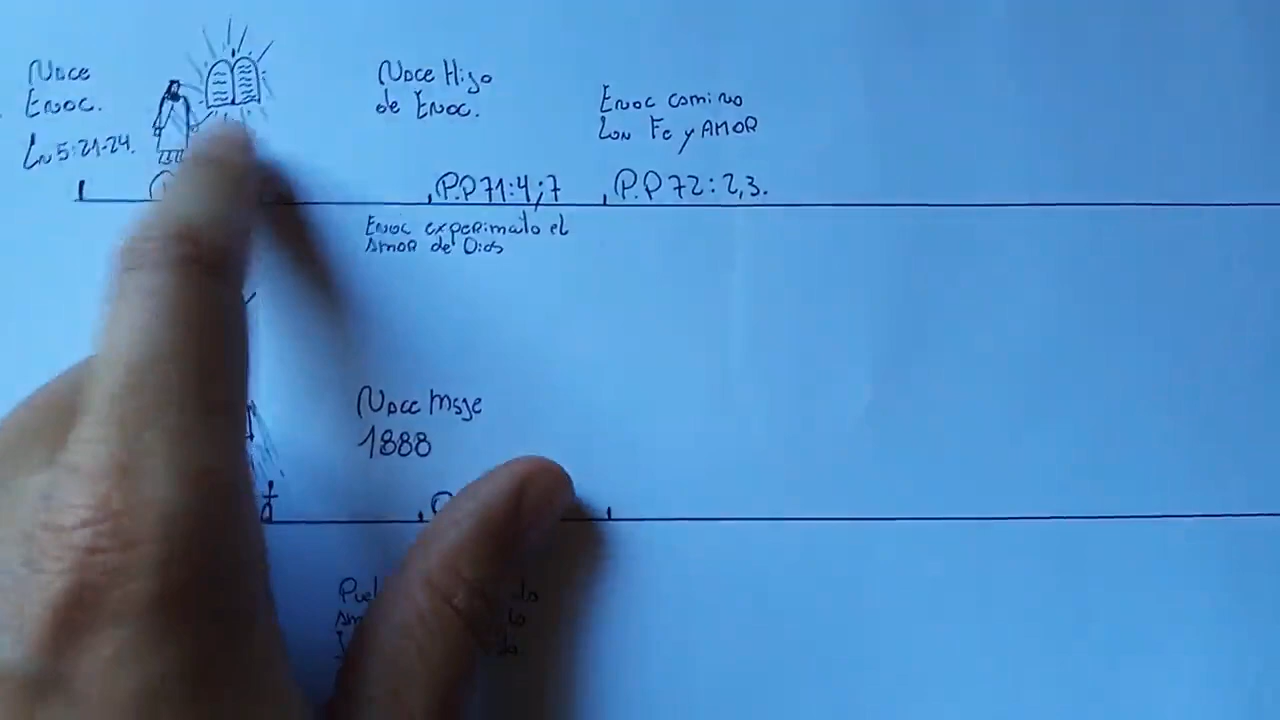 Nace
Enoc.
Gn 5:21-24.
Nace Hijo
de Enoc.
Enoc camino
con Fe y AMOR
P.P 71:4;7
P.P 72: 2,3.
Enoc experimato el
Amor de Dios
Nace Msje
1888